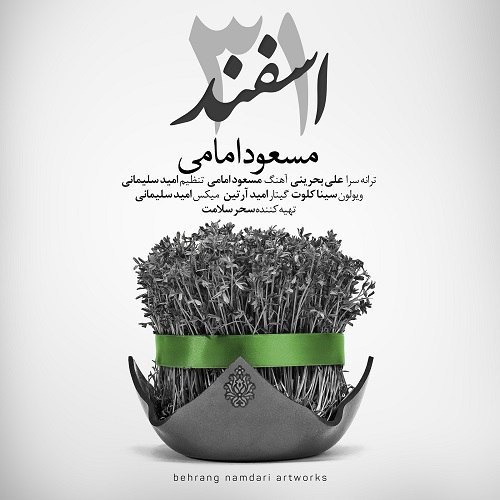 ۳۱ اسفند
مسعود امامی
ترانه سرا علی بحرینی آهنگ مسعود امامی تنظیم امید سلیمانی
ویولون سینا کلوت گیتار امید آرتین میکس امید سلیمانی
تهیه کننده سحر سلامت
behrang namdari artworks